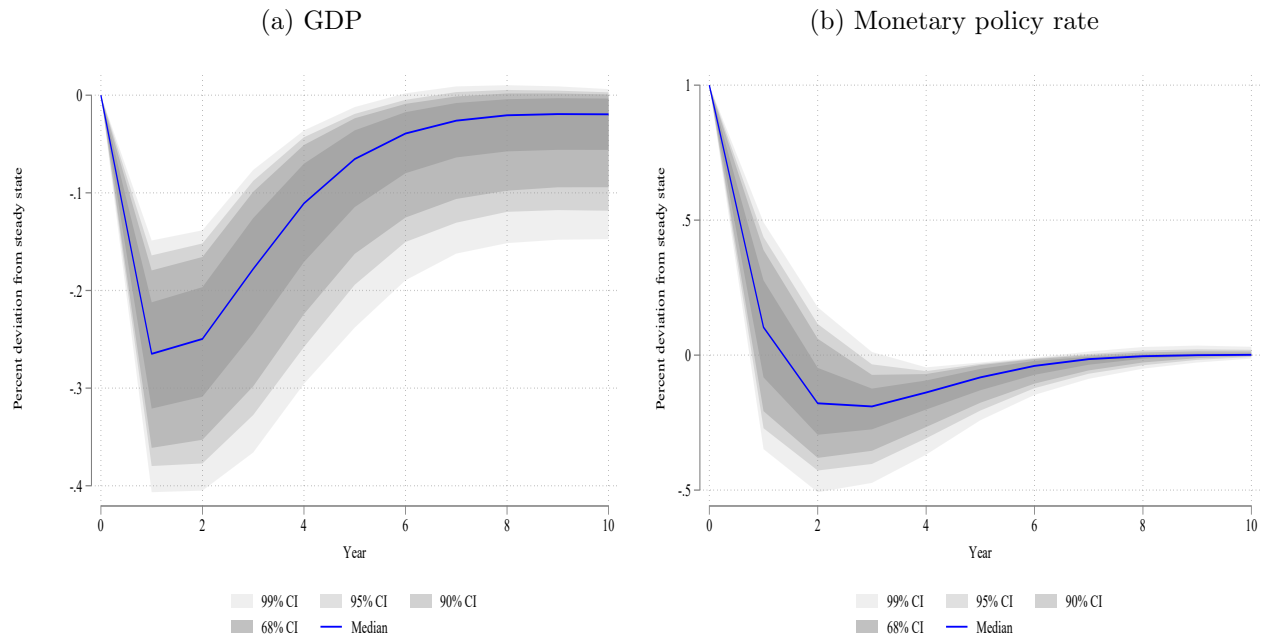 (a) GDP
Percent deviation from steady state
0
-.1
-.2
-.3
-.4
0 2 4 6 8 10
Year
99% CI 95% CI 90% CI
68% CI Median
(b) Monetary policy rate
Percent deviation from steady state
1
.5
0
-.5
0 2 4 6 8 10
Year
99% CI 95% CI 90% CI
68% CI Median